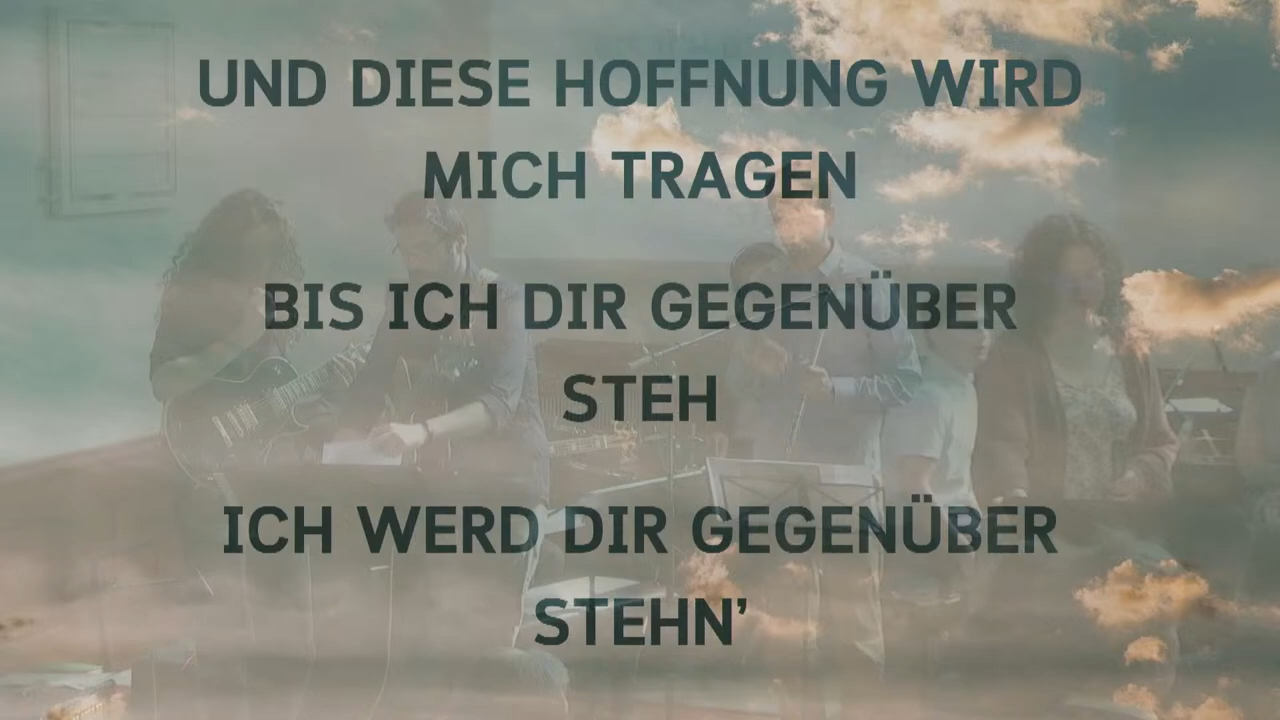 UND DIESE HOFFNUNG WIRD
MICH TRAGEN
BIS ICH DIR GEGENÜBER
STEH
ICH WERD DIR GEGENÜBER
STEHN’